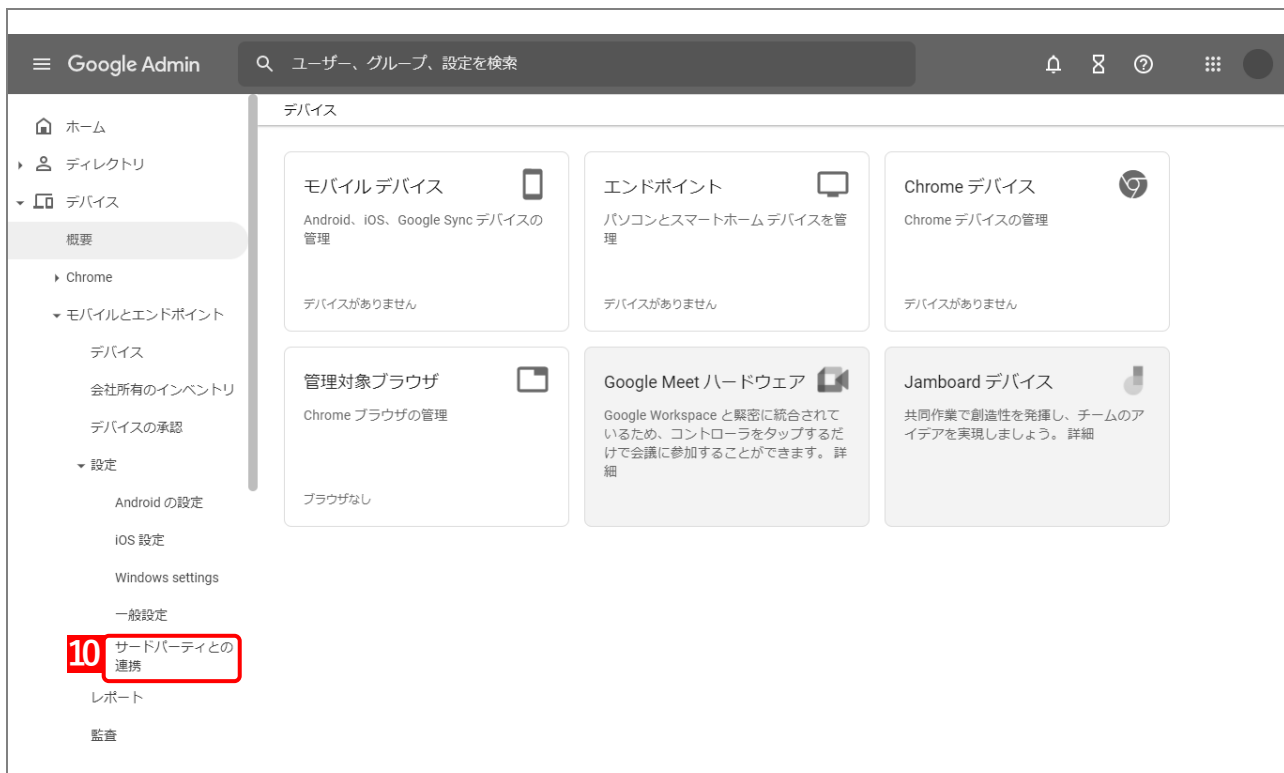 Google Admin
ユーザー、グループ、設定を検索
ホーム
ディレクトリ
デバイス
概要
Chrome
モバイルとエンドポイント
デバイス
会社所有のインベントリ
デバイスの承認
設定
Android の設定
iOS 設定
Windows settings
一般設定
10
サードパーティとの
連携
レポート
監査
デバイス
モバイル デバイス
Android、iOS、Google Sync デバイスの
管理
デバイスがありません
エンドポイント
パソコンとスマートホーム デバイスを管
理
デバイスがありません
Chrome デバイス
Chrome デバイスの管理
デバイスがありません
管理対象ブラウザ
Chrome ブラウザの管理
ブラウザなし
Google Meet ハードウェア
Google Workspace と緊密に統合されて
いるため、コントローラをタップするだ
けで会議に参加することができます。 詳
細
Jamboard デバイス
共同作業で創造性を発揮し、チームのア
イデアを実現しましょう。 詳細